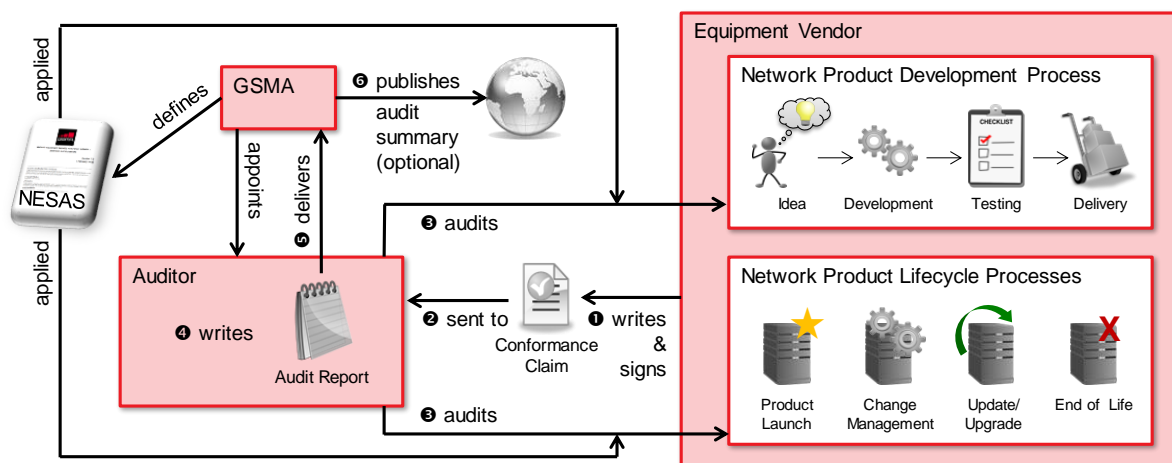 applied
defines
GSMA
❻ publishes
audit
summary
(optional)
NESAS
appoints
❺ delivers
applied
❸ audits
Auditor
❹ writes
Audit Report
❷ sent to
Conformance
Claim
❶ writes
&
signs
❸ audits
Equipment Vendor
Network Product Development Process
CHECKLIST
Idea
Development
Testing
Delivery
Network Product Lifecycle Processes
X
Product
Launch
Change
Management
Update/
Upgrade
End of Life